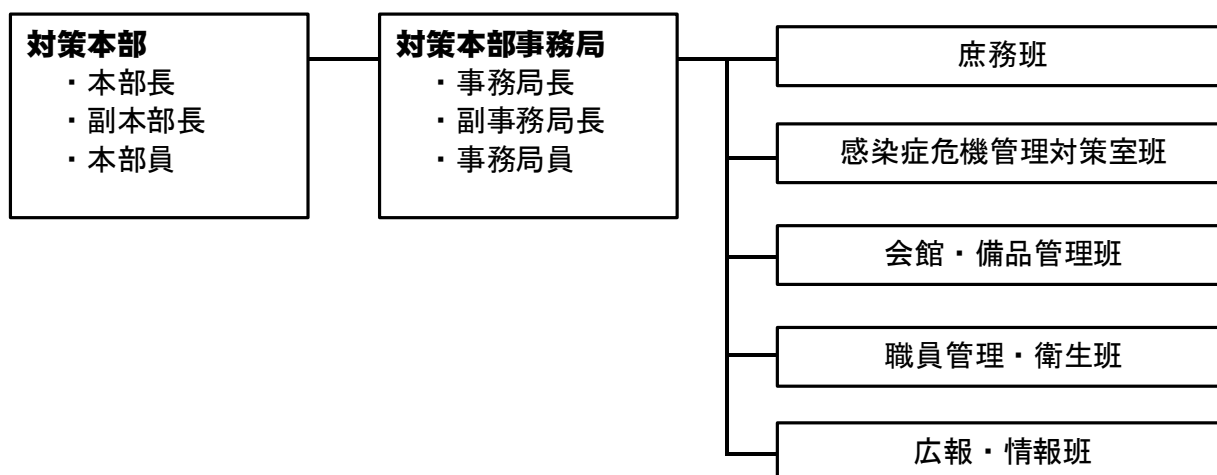 対策本部
・本部長
・副本部長
・本部員
対策本部事務局
・事務局長
・副事務局長
・事務局員
庶務班
感染症危機管理対策室班
会館・備品管理班
職員管理・衛生班
広報・情報班